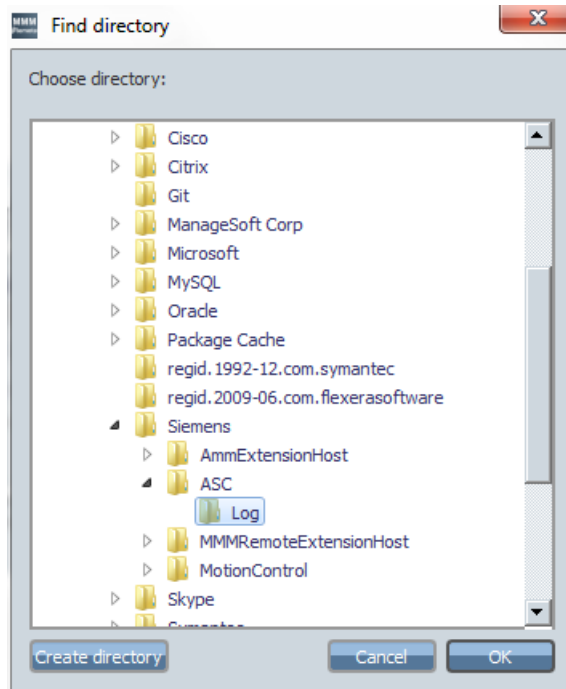 MMM
Find directory
Choose directory:
Cisco
Citrix
Git
ManageSoft Corp
Microsoft
MySQL
Oracle
Package Cache
regid.1992-12.com.symantec
regid.2009-06.com.flexerasoftware
Siemens
AmmExtensionHost
ASC
Log
MMMRemoteExtensionHost
MotionControl
Skype
Create directory
Cancel
OK